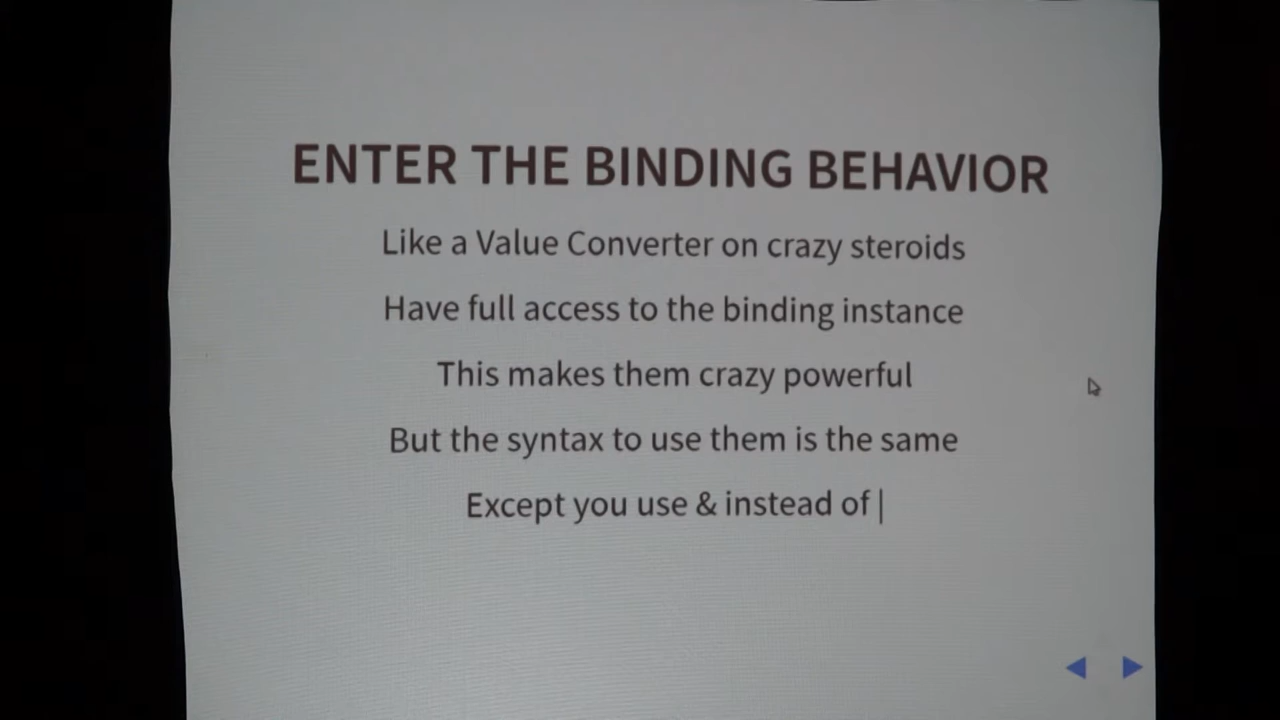 ENTER THE BINDING BEHAVIOR
Like a Value Converter on crazy steroids
Have full access to the binding instance
This makes them crazy powerful
But the syntax to use them is the same
Except you use & instead of |